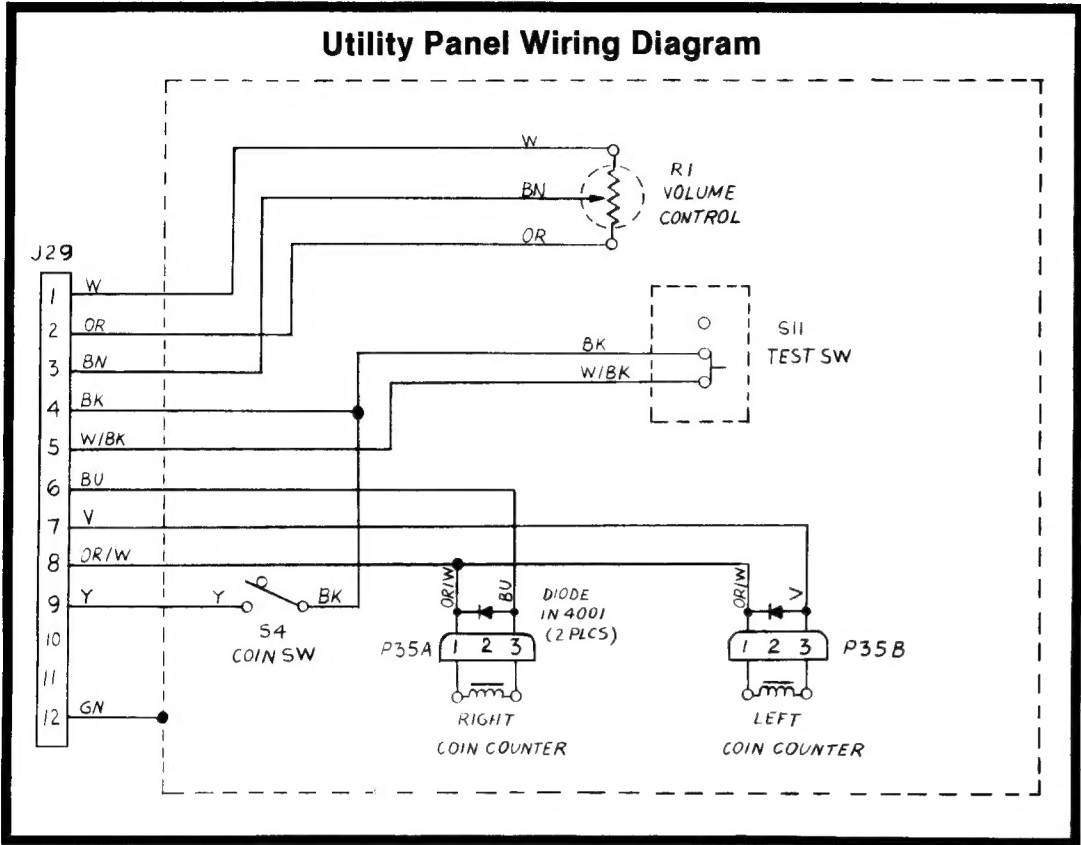 Utility Panel Wiring Diagram
W
R1
VOLUME
CONTROL
BN
OR
J29
1 W
2 OR
3 BN
4 BK
5 W/BK
6 BU
7 V
8 OR/W
9 Y
10
11
12 GN
BK
W/BK
S11
TEST SW
Y
BK
S4
COIN SW
OR/W
BU
DIODE
IN 4001
(2 PLCS)
OR/W
V
P35A
1 2 3
1 2 3
P35B
RIGHT
COIN COUNTER
LEFT
COIN COUNTER